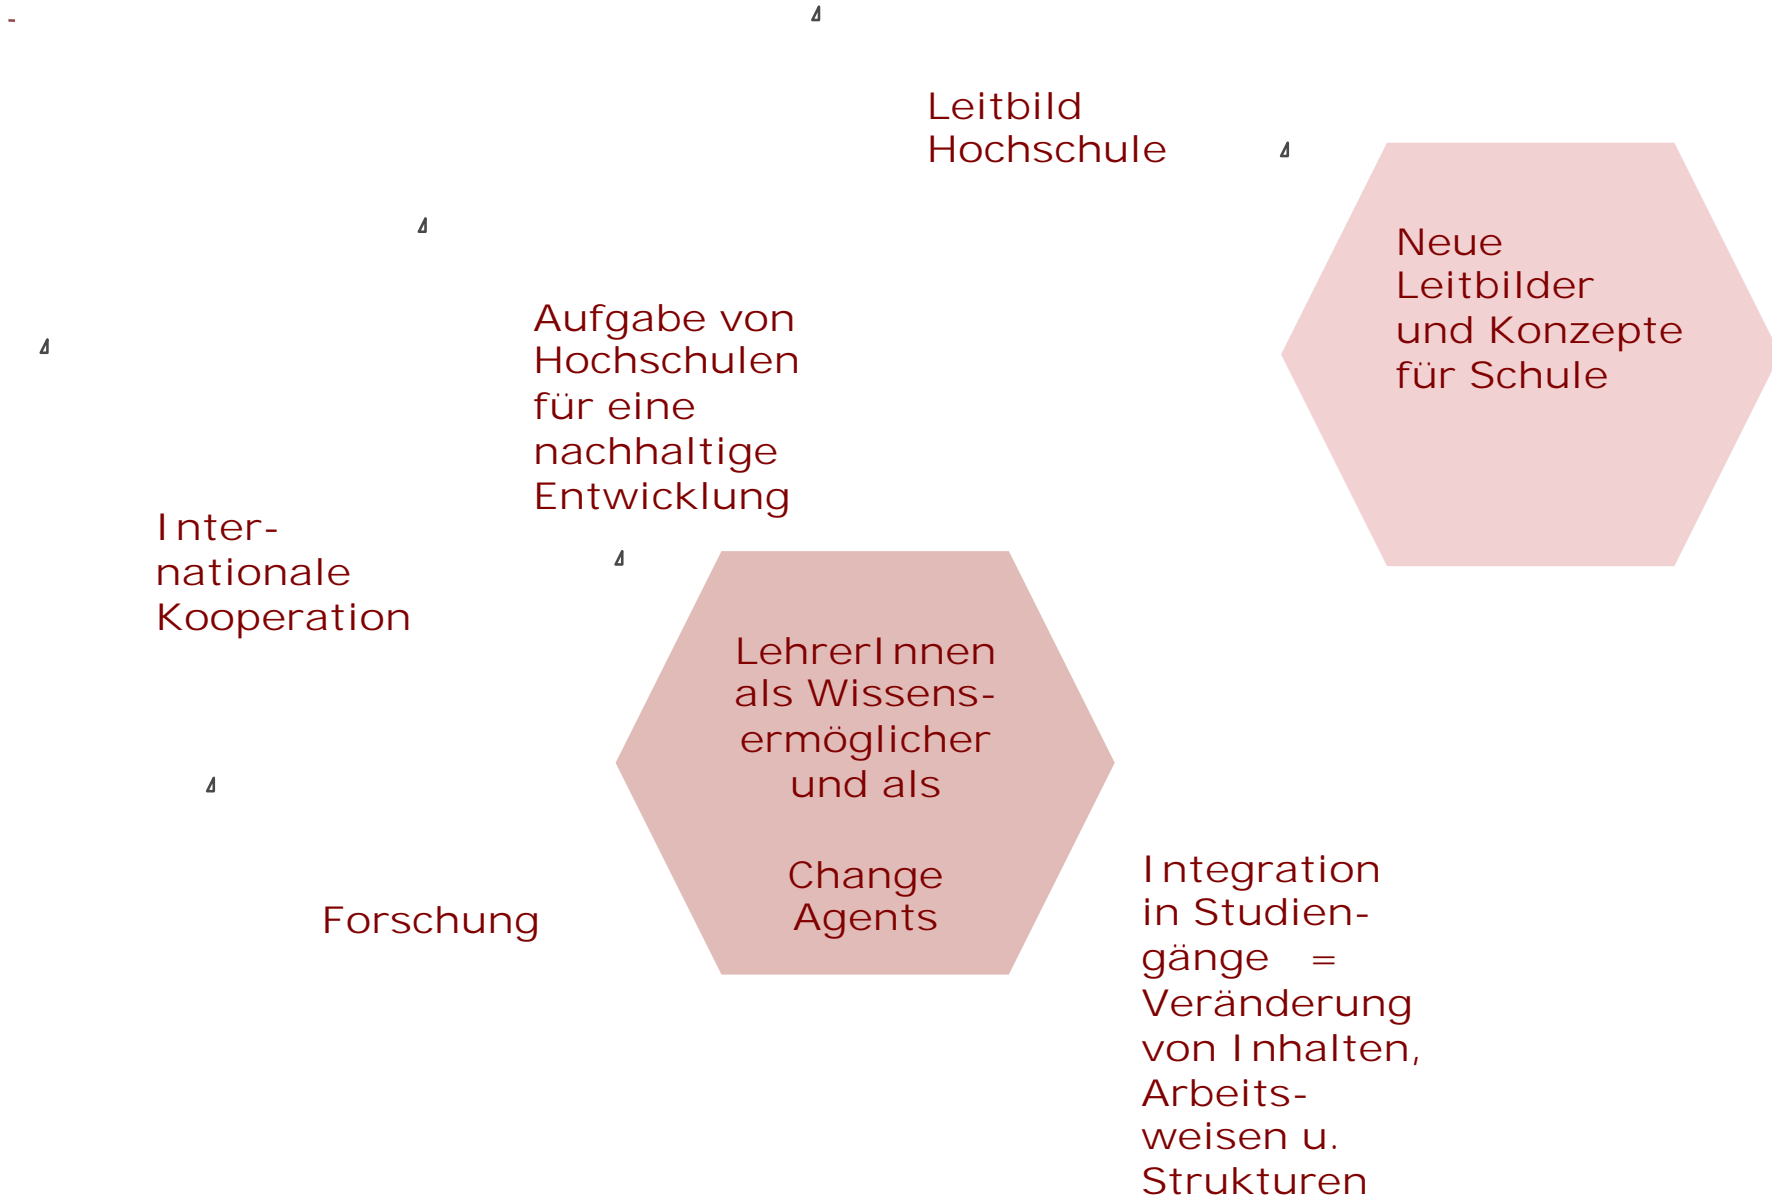 Leitbild
Hochschule
Neue
Leitbilder
und Konzepte
für Schule
Aufgabe von
Hochschulen
für eine
nachhaltige
Entwicklung
Inter-
nationale
Kooperation
LehrerInnen
als Wissens-
ermöglicher
und als
Change
Agents
Forschung
Integration
in Studien-
gänge =
Veränderung
von Inhalten,
Arbeits-
weisen u.
Strukturen